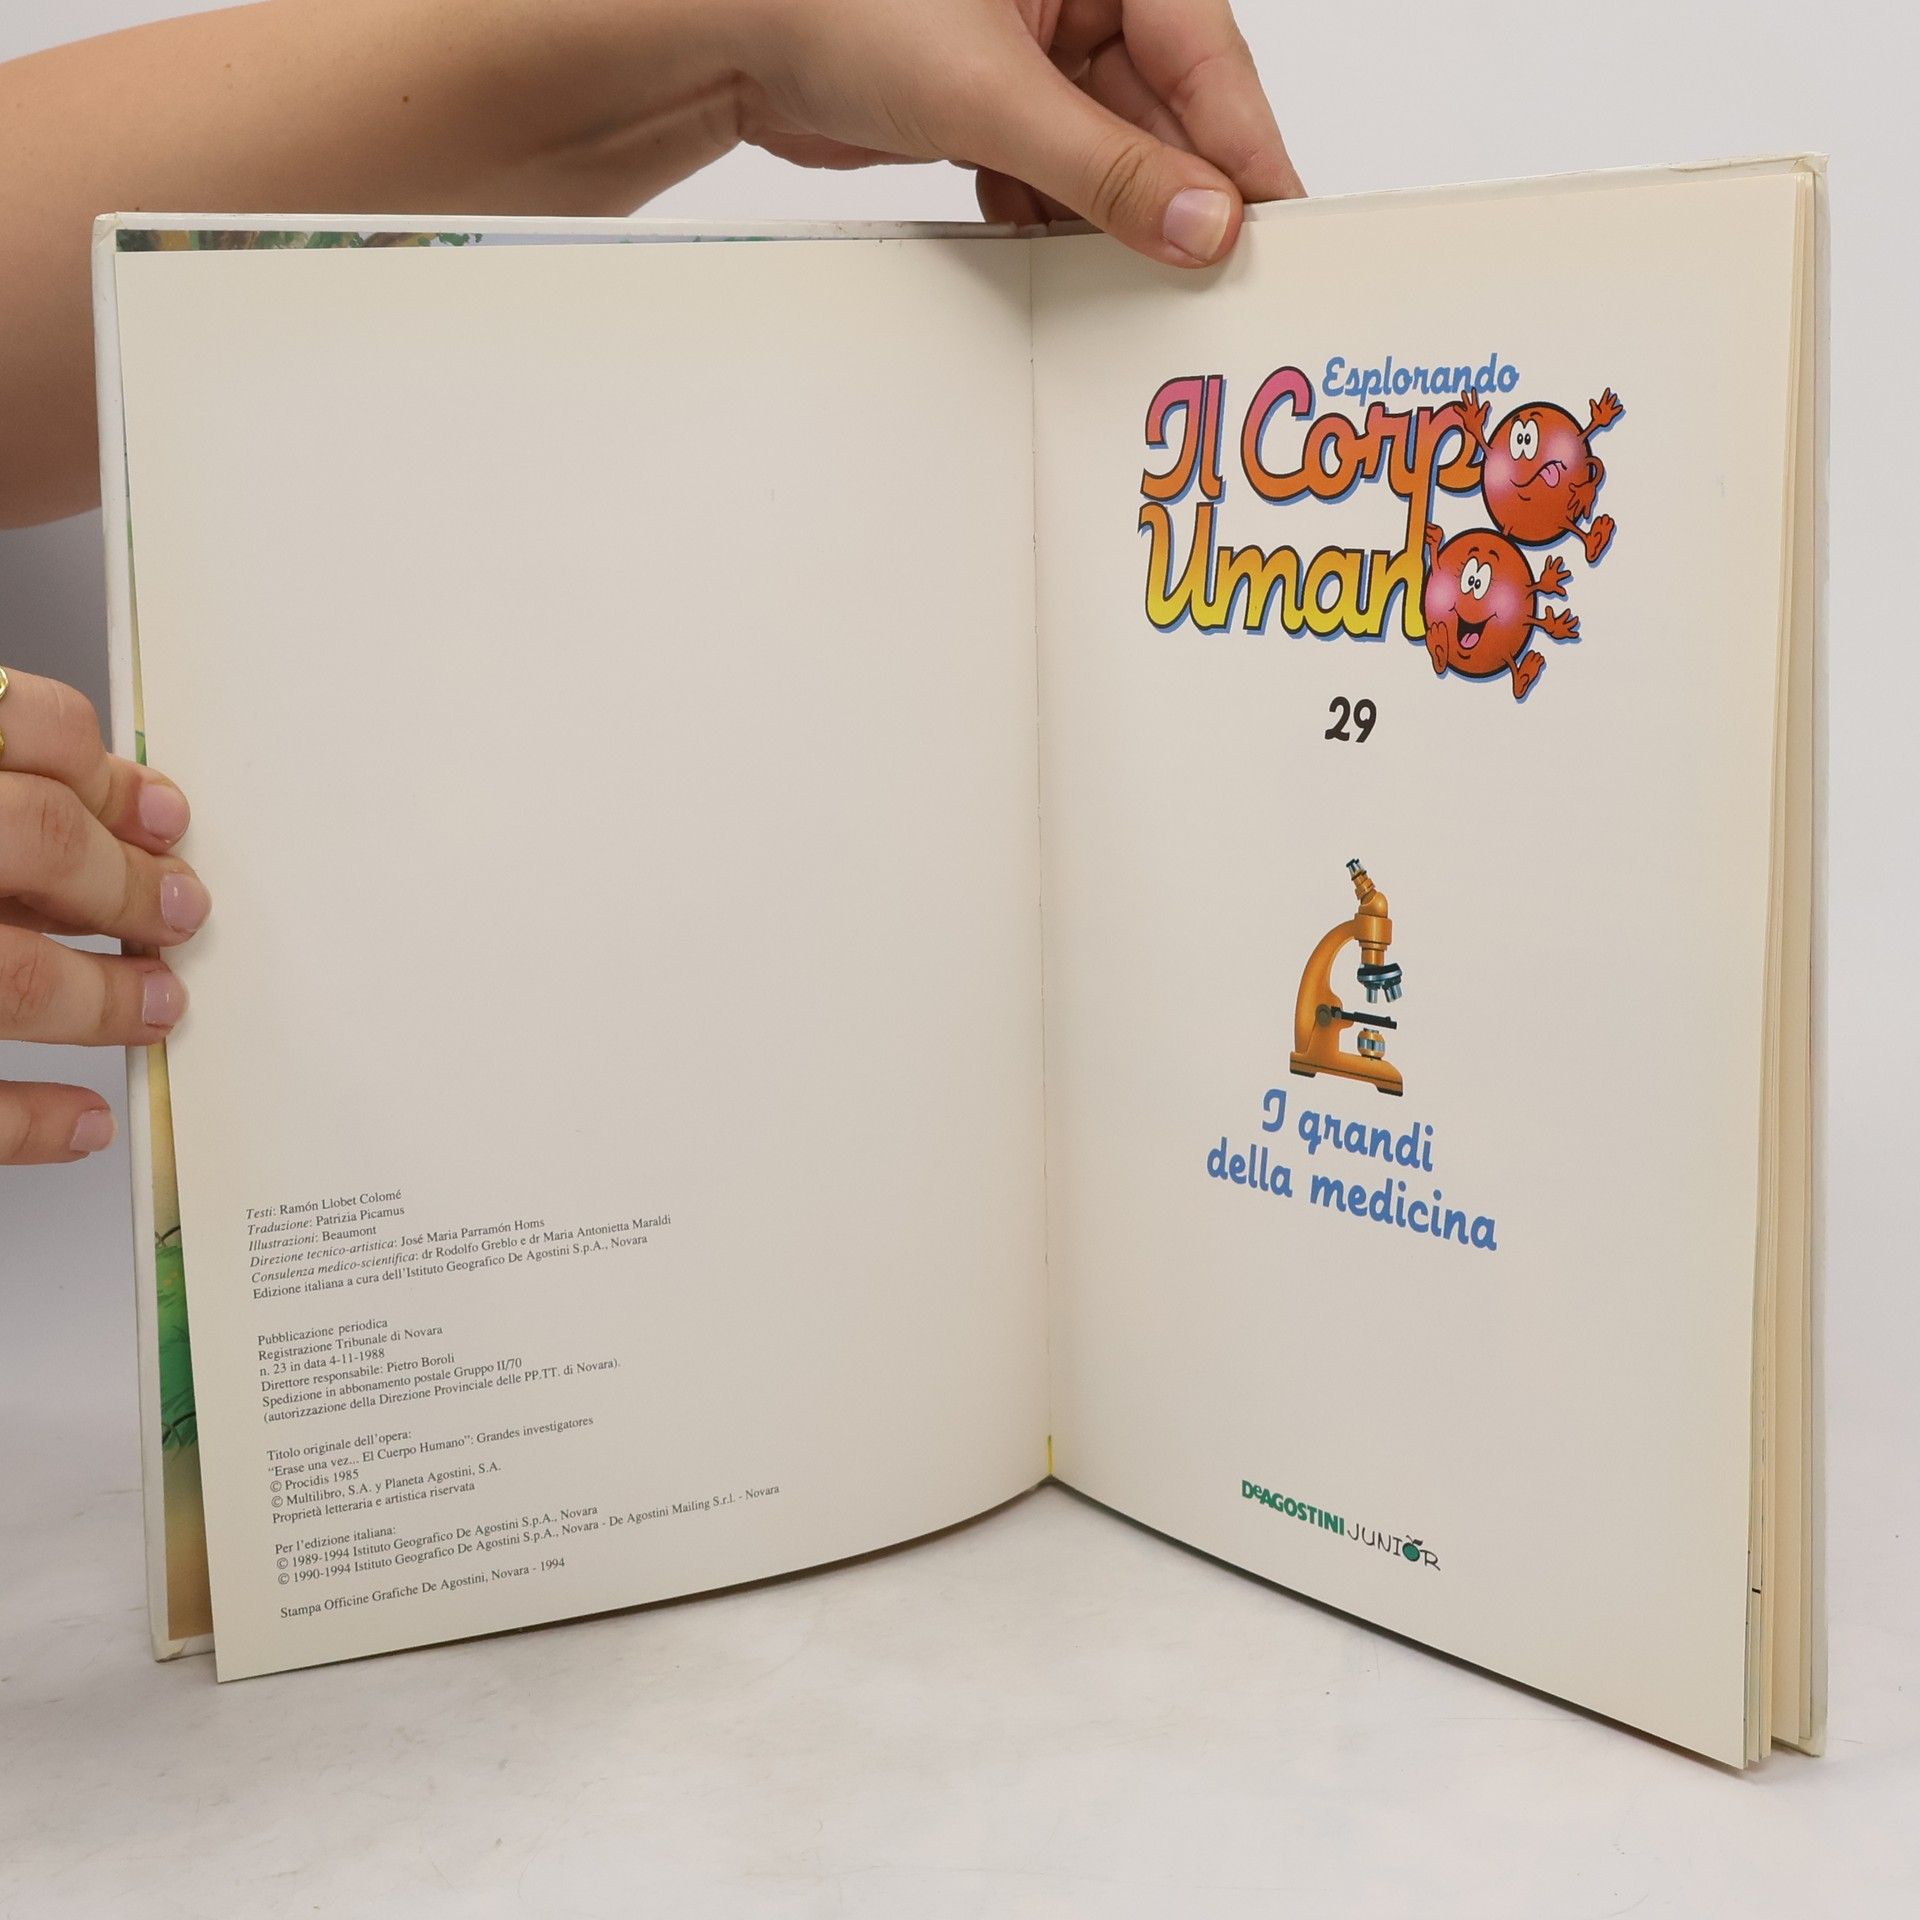 Testi: Ramón Llobet Colomé
Traduzione: Patrizia Picamus
Illustrazioni: Beaumont
Direzione tecnico-artistica: José Maria Parramón Homs
Consulenza medico-scientifica: dr Rodolfo Greblo e dr Maria Antonietta Maraldi
Edizione italiana a cura dell'Istituto Geografico De Agostini S.p.A., Novara
Pubblicazione periodica
Registrazione Tribunale di Novara
n. 23 in data 4-11-1988
Direttore responsabile: Pietro Boroli
Spedizione in abbonamento postale Gruppo II/70
(autorizzazione della Direzione Provinciale delle PP.TT. di Novara).
Titolo originale dell'opera:
"Erase una vez... El Cuerpo Humano": Grandes investigatores
© Procidis 1985
© Multilibro, S.A. y Planeta Agostini, S.A.
Proprietà letteraria e artistica riservata
Per l'edizione italiana:
© 1989-1994 Istituto Geografico De Agostini S.p.A., Novara
© 1990-1994 Istituto Geografico De Agostini S.p.A., Novara - De Agostini Mailing S.r.l. - Novara
Stampa Officine Grafiche De Agostini, Novara - 1994
Esplorando
Il Corpo
Umano
29
I grandi
della medicina
DeAGOSTINI JUNIOR